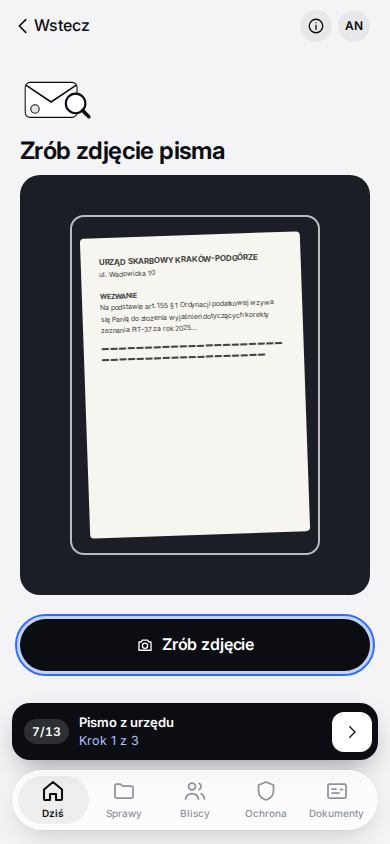 Wstecz
AN
Zrób zdjęcie pisma
URZĄD SKARBOWY KRAKÓW-PODGÓRZE
ul. Wadowicka 10
WEZWANIE
Na podstawie art. 155 § 1 Ordynacji podatkowej wzywa
się Panią do złożenia wyjaśnień dotyczących korekty
zeznania PIT-37 za rok 2025...
Zrób zdjęcie
7/13
Pismo z urzędu
Krok 1 z 3
Dziś
Sprawy
Bliscy
Ochrona
Dokumenty